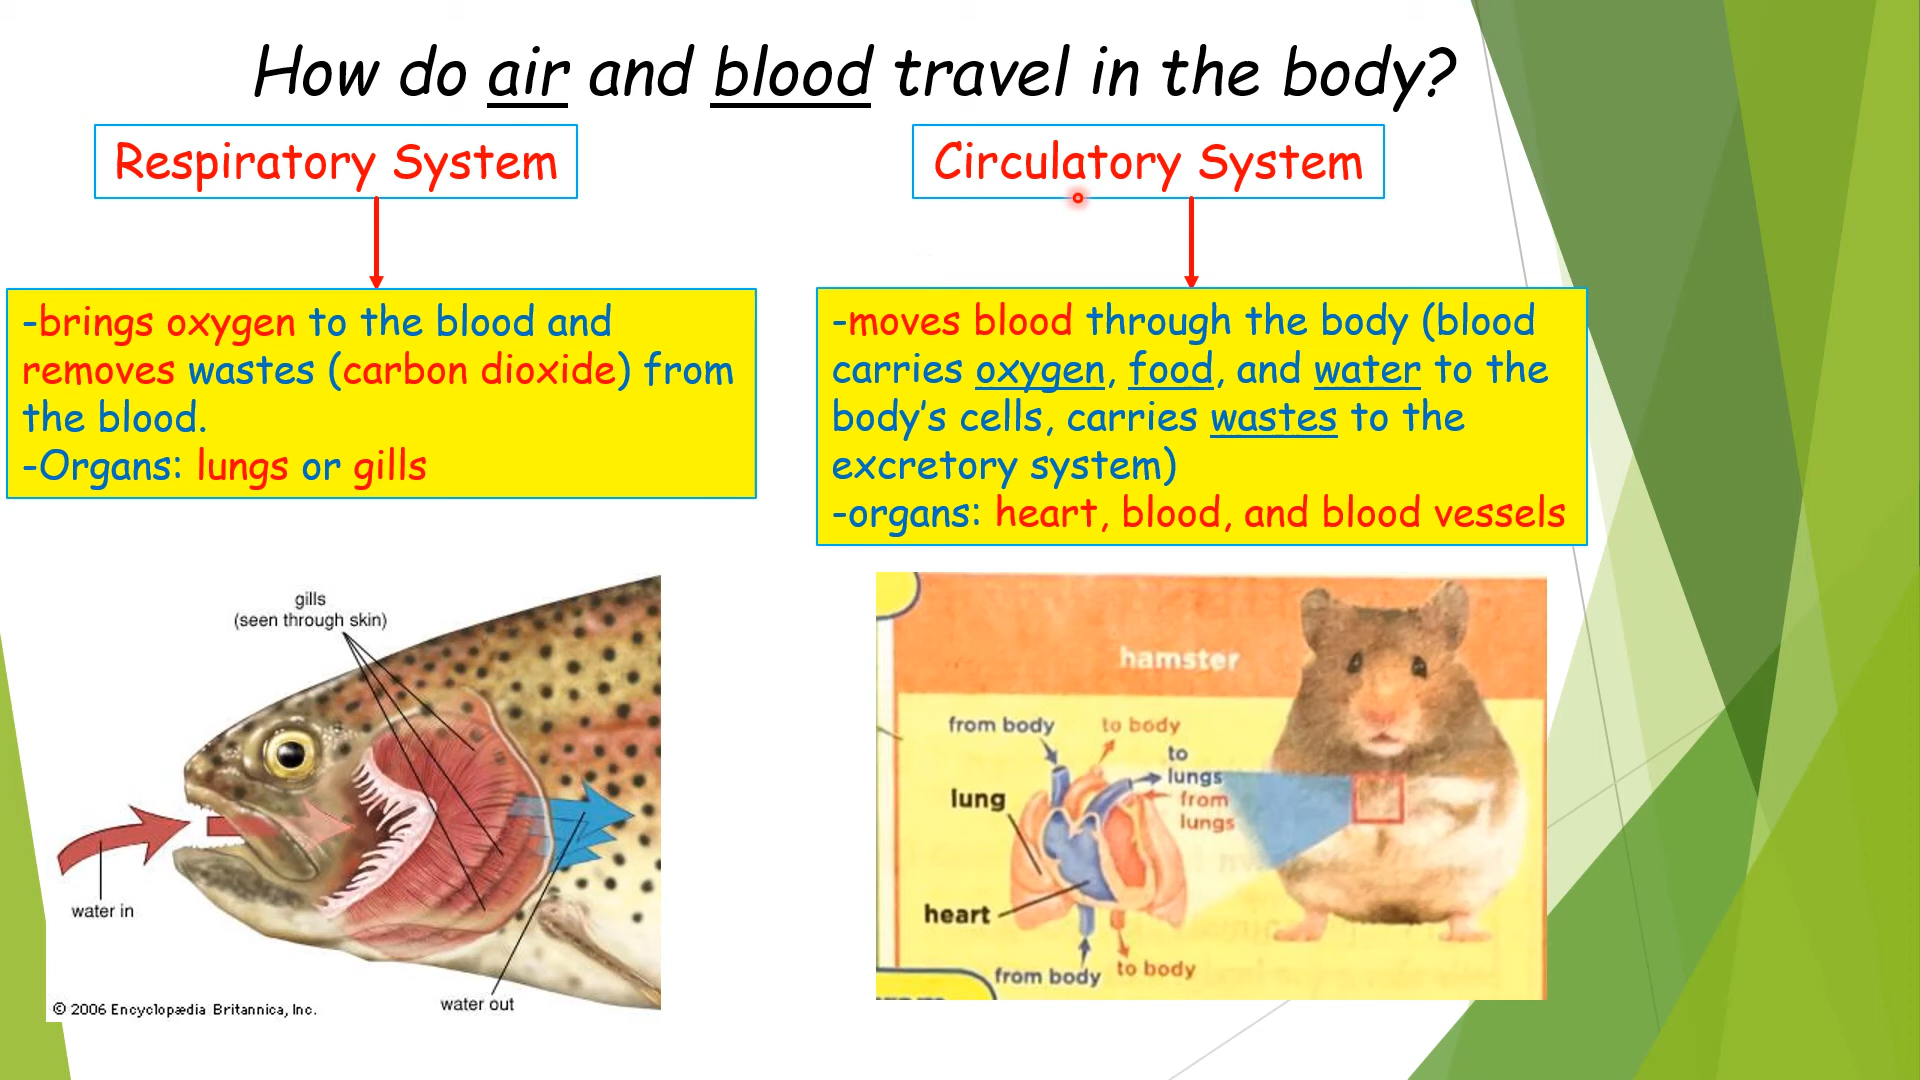 How do air and blood travel in the body?
Respiratory System
Circulatory System
-brings oxygen to the blood and
removes wastes (carbon dioxide) from
the blood.
-Organs: lungs or gills
-moves blood through the body (blood
carries oxygen, food, and water to the
body's cells, carries wastes to the
excretory system)
-organs: heart, blood, and blood vessels
gills
(seen through skin)
water in
water out
© 2006 Encyclopædia Britannica, Inc.
hamster
from body
to body
to
lungs
from
lungs
lung
heart
from body
to body